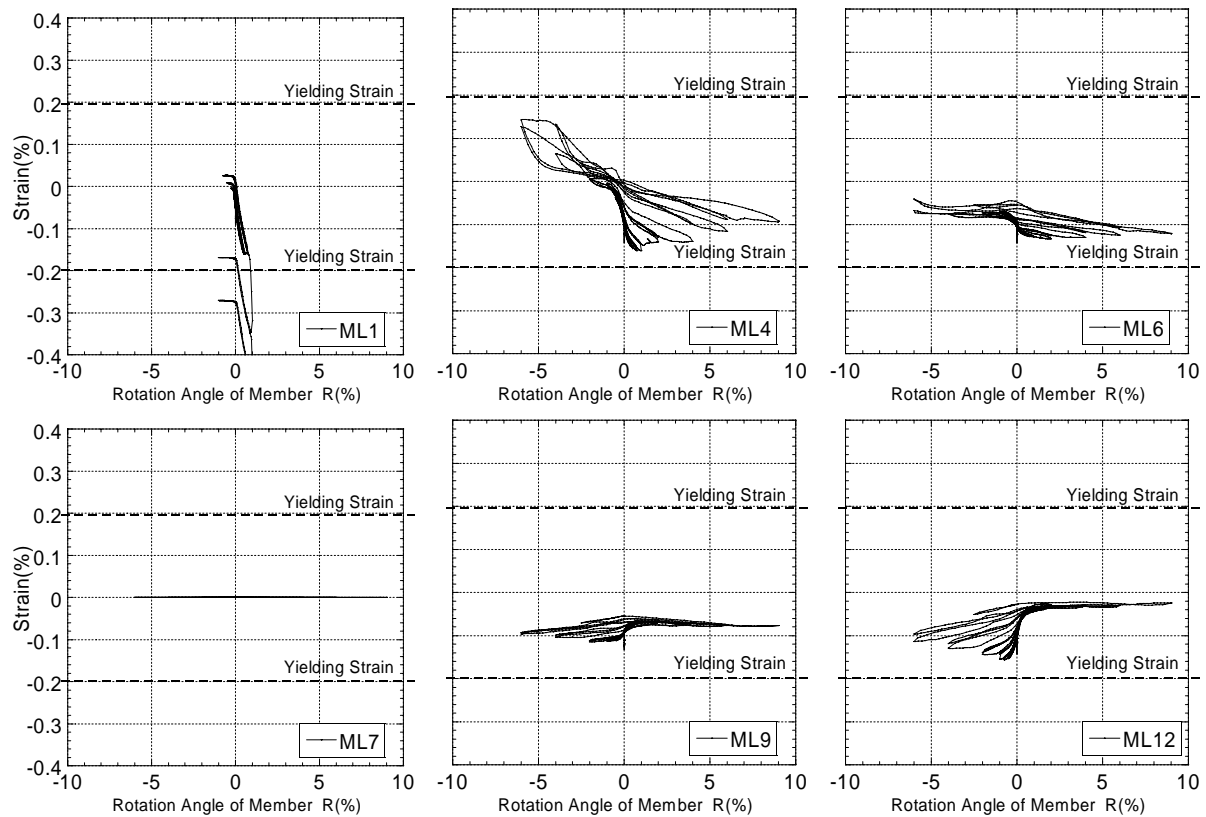 0.4
0.3
Yielding Strain Yielding Strain Yielding Strain
0.2
0.1
Strain(%)
0
-0.1
Yielding Strain Yielding Strain Yielding Strain
-0.2
-0.3
ML1 ML4 ML6
-0.4
-10 -5 0 5 10 -10 -5 0 5 10 -10 -5 0 5 10
Rotation Angle of Member R(%) Rotation Angle of Member R(%) Rotation Angle of Member R(%)
0.4
0.3
Yielding Strain Yielding Strain Yielding Strain
0.2
0.1
Strain(%)
0
-0.1
Yielding Strain Yielding Strain Yielding Strain
-0.2
-0.3
ML7 ML9 ML12
-0.4
-10 -5 0 5 10 -10 -5 0 5 10 -10 -5 0 5 10
Rotation Angle of Member R(%) Rotation Angle of Member R(%) Rotation Angle of Member R(%)